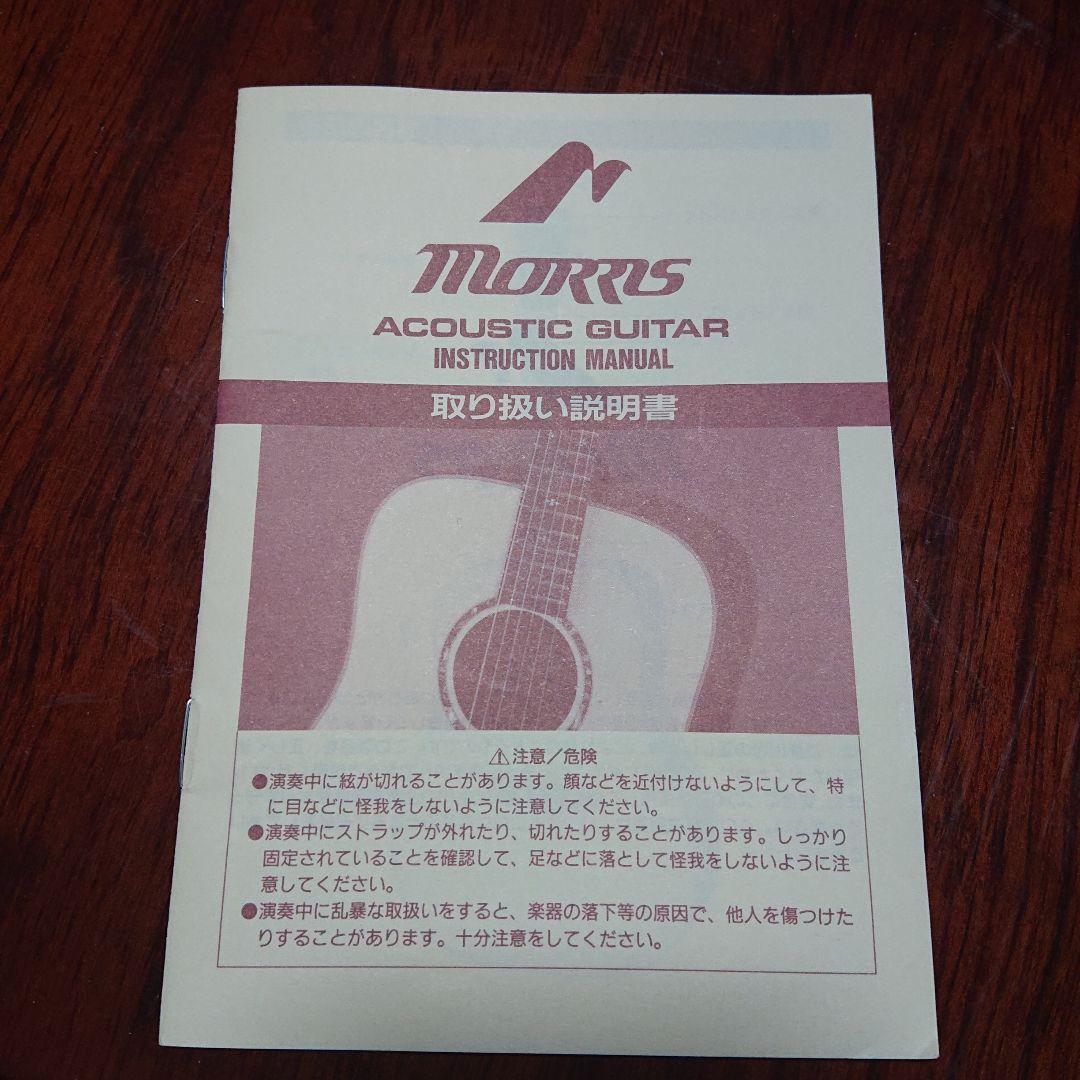 MORRIS
ACOUSTIC GUITAR
INSTRUCTION MANUAL
取り扱い説明書
⚠注意/危険
●演奏中に絃が切れることがあります。顔などを近付けないようにして、特
に目などに怪我をしないように注意してください。
●演奏中にストラップが外れたり、切れたりすることがあります。しっかり
固定されていることを確認して、足などに落として怪我をしないように注
意してください。
●演奏中に乱暴な取扱いをすると、楽器の落下等の原因で、他人を傷つけた
りすることがあります。十分注意をしてください。